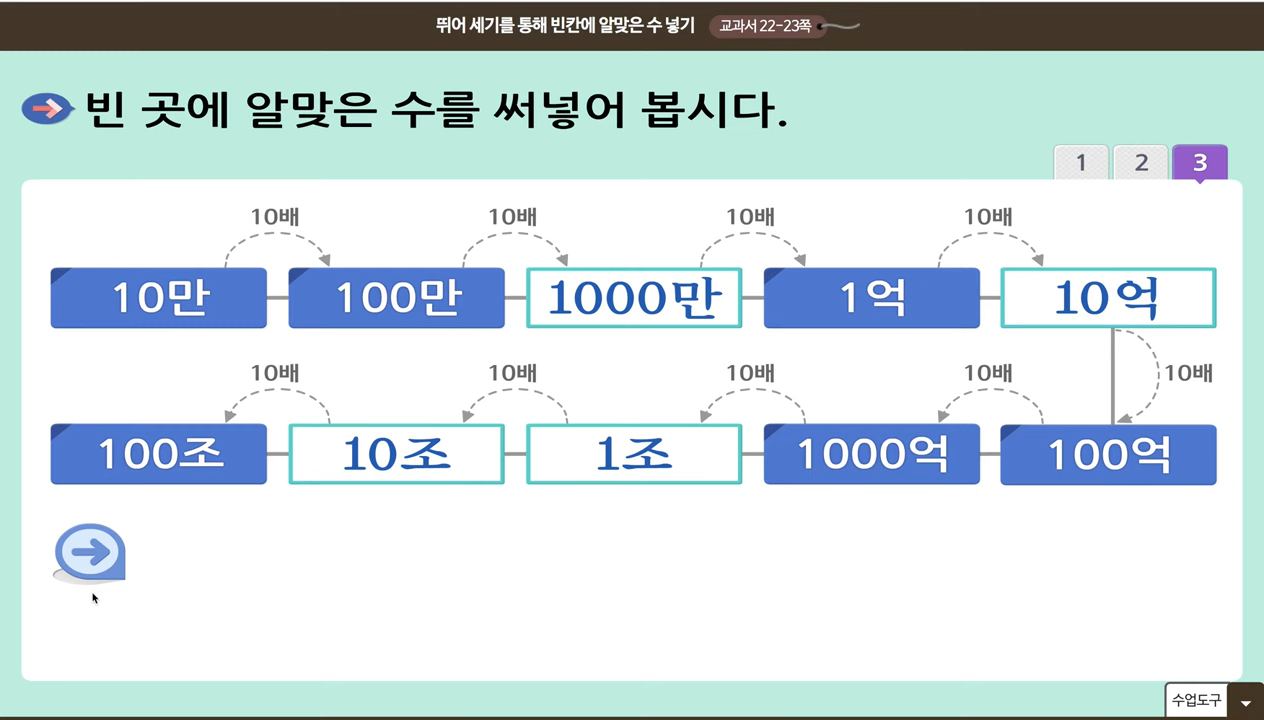 뛰어 세기를 통해 빈칸에 알맞은 수 넣기 교과서 22-23쪽
빈 곳에 알맞은 수를 써넣어 봅시다.
1 2 3
10배 10배 10배 10배
10만 100만 1000만 1억 10억
10배 10배 10배 10배 10배
100조 10조 1조 1000억 100억
수업도구